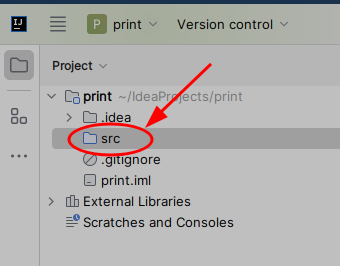 IJ P print Version control
Project
print ~/IdeaProjects/print
.idea
src
.gitignore
print.iml
External Libraries
Scratches and Consoles